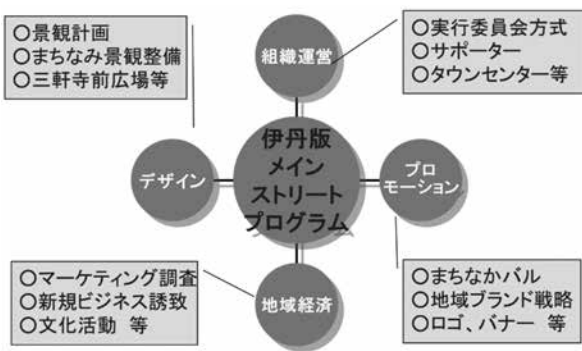 ○景観計画
○まちなみ景観整備
○三軒寺前広場等
組織運営
○実行委員会方式
○サポーター
○タウンセンター等
デザイン
伊丹版
メイン
ストリート
プログラム
プロ
モーション
○マーケティング調査
○新規ビジネス誘致
○文化活動 等
地域経済
○まちなかバル
○地域ブランド戦略
○ロゴ、バナー 等